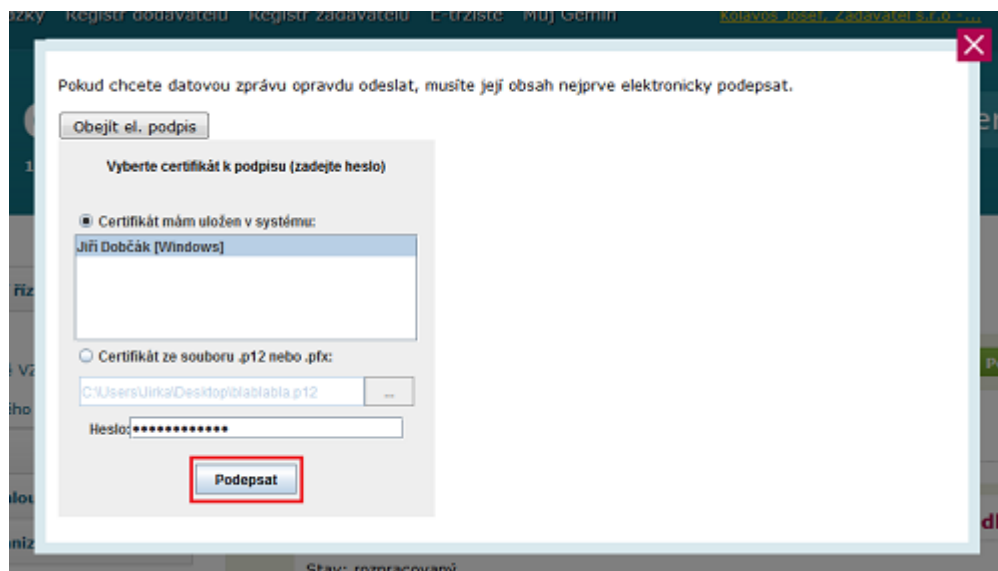 Registr dodavatelů Registr zadavatelů E-tržiště Můj Gemin
Kolavos Josef, Zadavatel s.r.o -...
Pokud chcete datovou zprávu opravdu odeslat, musíte její obsah nejprve elektronicky podepsat.
Obejít el. podpis
Vyberte certifikát k podpisu (zadejte heslo)
Certifikát mám uložen v systému:
Jiří Dobčák [Windows]
Certifikát ze souboru .p12 nebo .pfx:
C:\Users\Jirka\Desktop\blablabla.p12
...
Heslo:
Podepsat
Stav: rozpracovaný